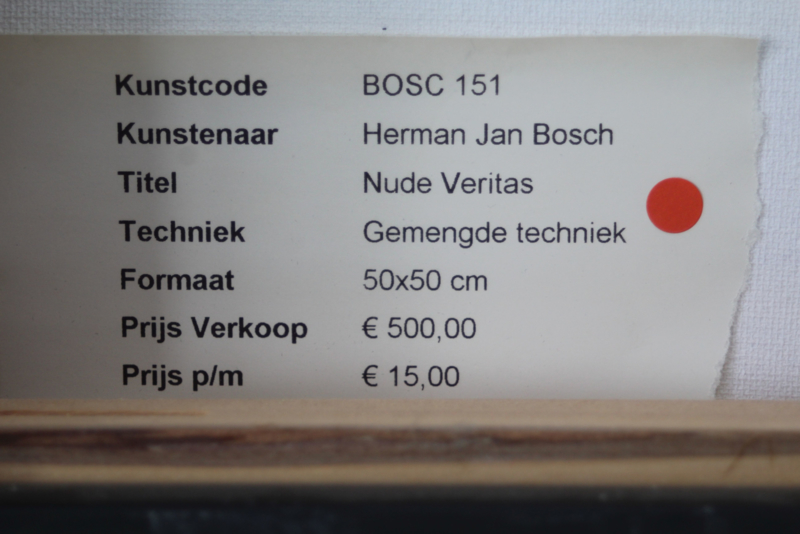 Kunstcode BOSC 151
Kunstenaar Herman Jan Bosch
Titel Nude Veritas
Techniek Gemengde techniek
Formaat 50x50 cm
Prijs Verkoop € 500,00
Prijs p/m € 15,00